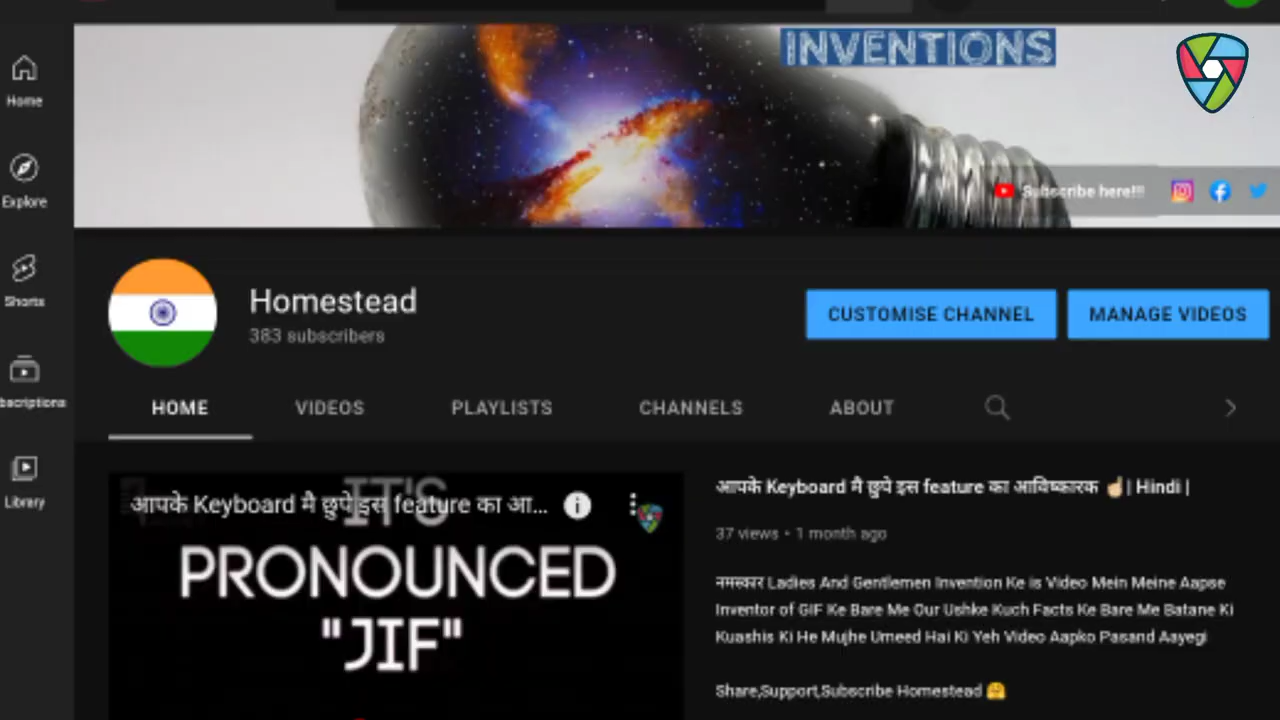 INVENTIONS
Subscribe here!!!
Home
Explore
Shorts
bscriptions
Library
Homestead
383 subscribers
CUSTOMISE CHANNEL
MANAGE VIDEOS
HOME
VIDEOS
PLAYLISTS
CHANNELS
ABOUT
आपके Keyboard मै छुपे इस feature का आ...
IT'S
PRONOUNCED
"JIF"
आपके Keyboard मै छुपे इस feature का आविष्कारक ☝🏼| Hindi |
37 views • 1 month ago
नमस्कार Ladies And Gentlemen Invention Ke is Video Mein Meine Aapse
Inventor of GIF Ke Bare Me Our Ushke Kuch Facts Ke Bare Me Batane Ki
Kuashis Ki He Mujhe Umeed Hai Ki Yeh Video Aapko Pasand Aayegi
Share,Support,Subscribe Homestead 🤗